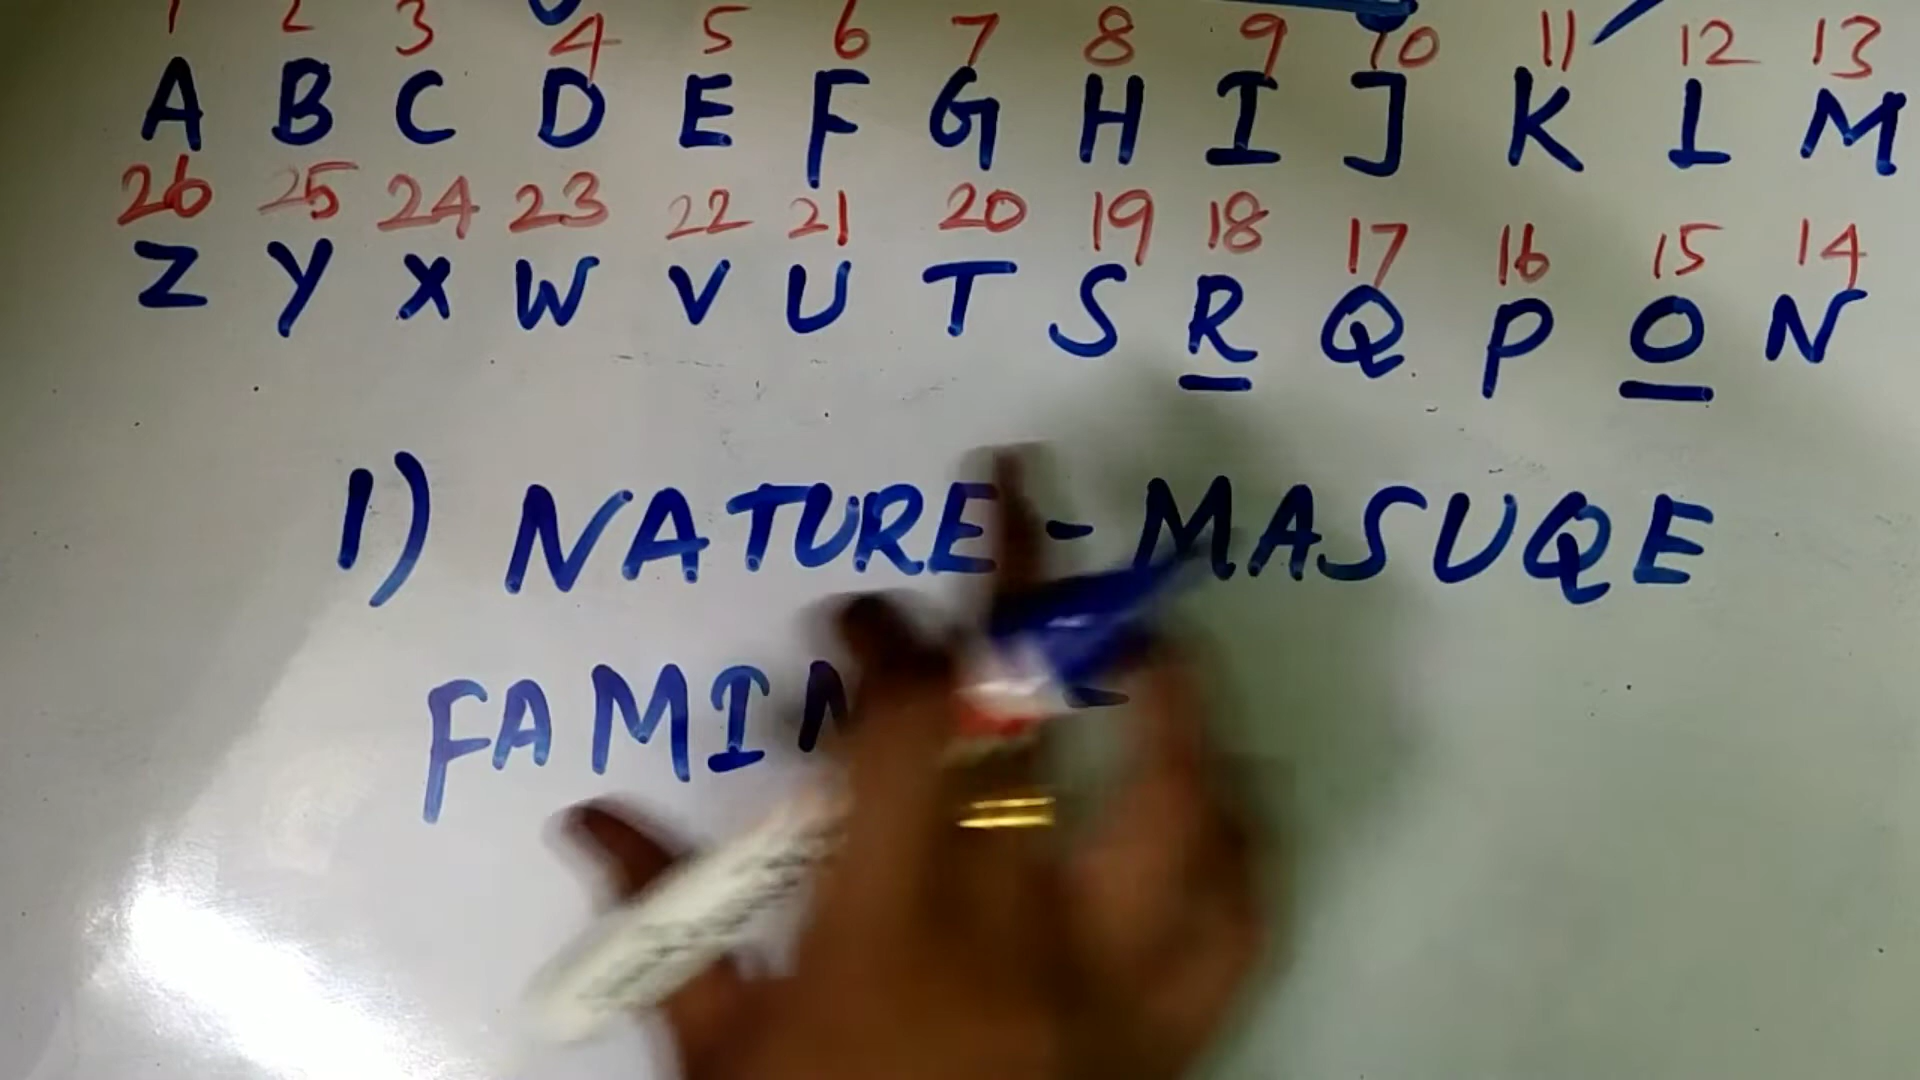 1 2 3 4 5 6 7 8 9 10 11 12 13
A B C D E F G H I J K L M
26 25 24 23 22 21 20 19 18 17 16 15 14
Z Y X W V U T S R Q P O N
1) NATURE - MASUQE